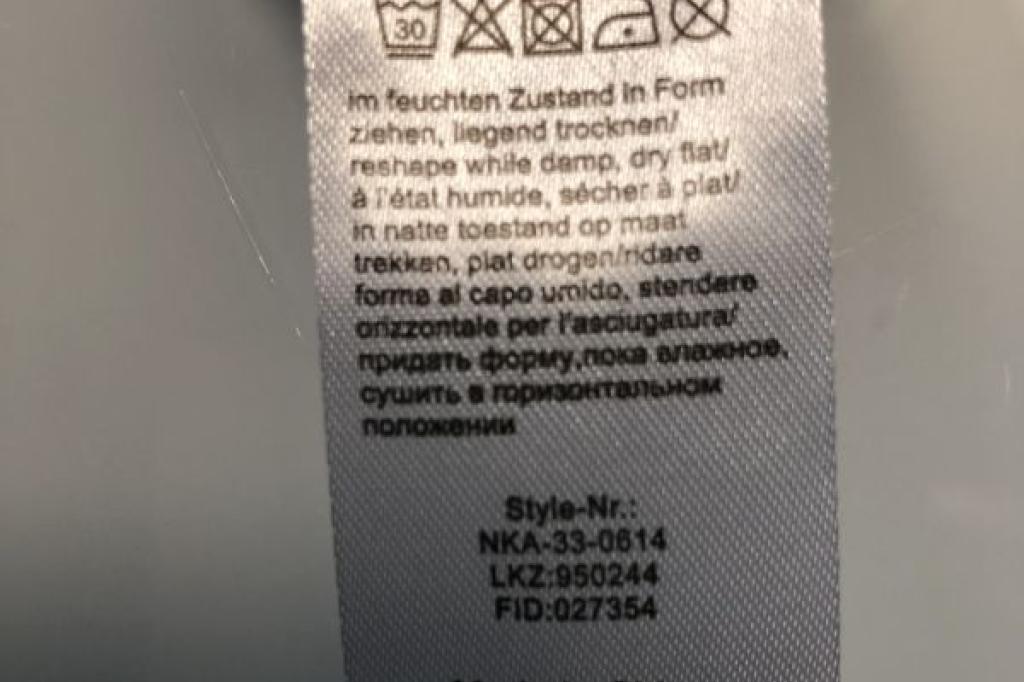 30
im feuchten Zustand in Form
ziehen, liegend trocknen/
reshape while damp, dry flat/
à l'état humide, sécher à plat/
in natte toestand op maat
trekken, plat drogen/ridare
forma al capo umido, stendere
orizzontale per l'asciugatura/
придать форму,пока влажное,
сушить в горизонтальном
положении
Style-Nr.:
NKA-33-0614
LKZ:950244
FID:027354